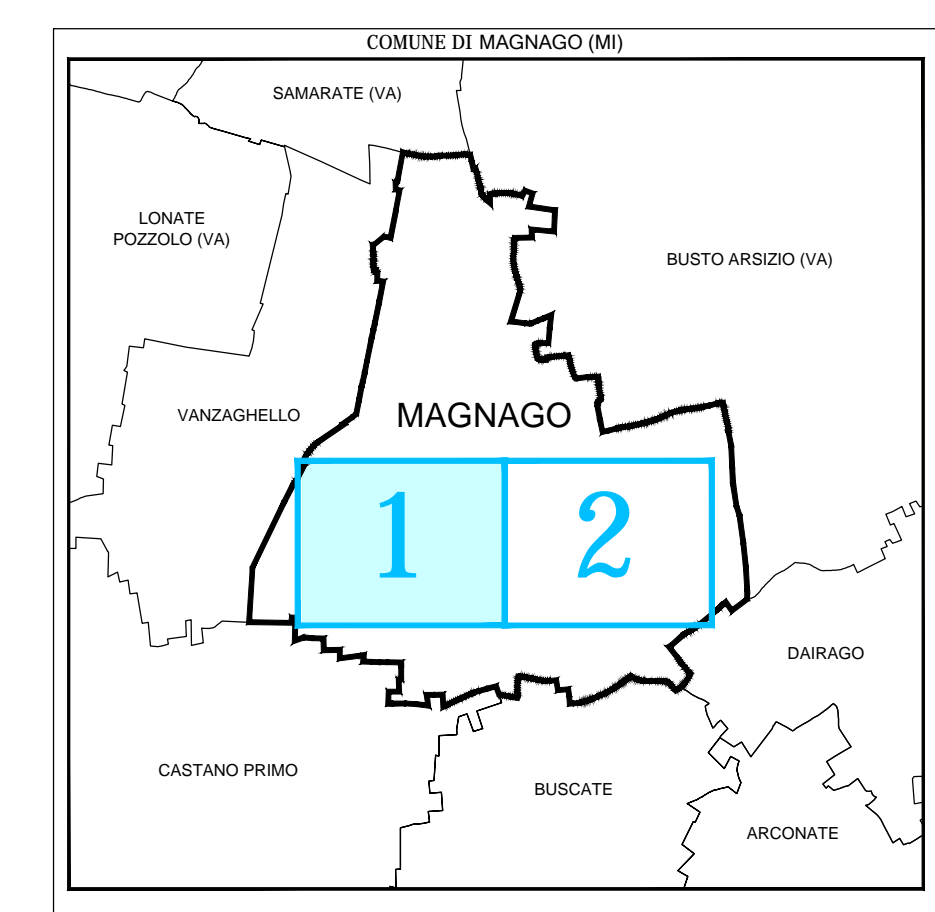 COMUNE DI MAGNAGO (MI)
SAMARATE (VA)
LONATE
POZZOLO (VA)
BUSTO ARSIZIO (VA)
VANZAGHELLO
MAGNAGO
1
2
DAIRAGO
CASTANO PRIMO
BUSCATE
ARCONATE